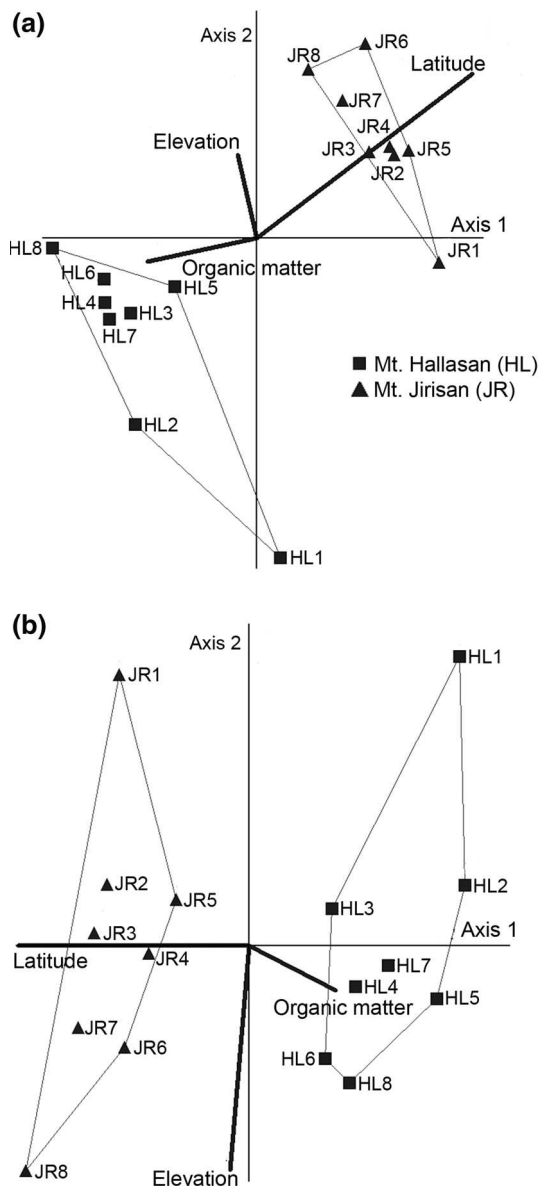 (a)
Axis 2
JR6
JR8
Latitude
JR7
Elevation
JR4
JR3
JR5
JR2
Axis 1
HL8
JR1
HL6
Organic matter
HL5
HL4
HL3
HL7
Mt. Hallasan (HL)
Mt. Jirisan (JR)
HL2
HL1
(b)
Axis 2
HL1
JR1
JR2
HL2
JR5
HL3
JR3
Axis 1
Latitude
JR4
HL7
HL4
HL5
Organic matter
JR7
JR6
HL6
HL8
JR8
Elevation